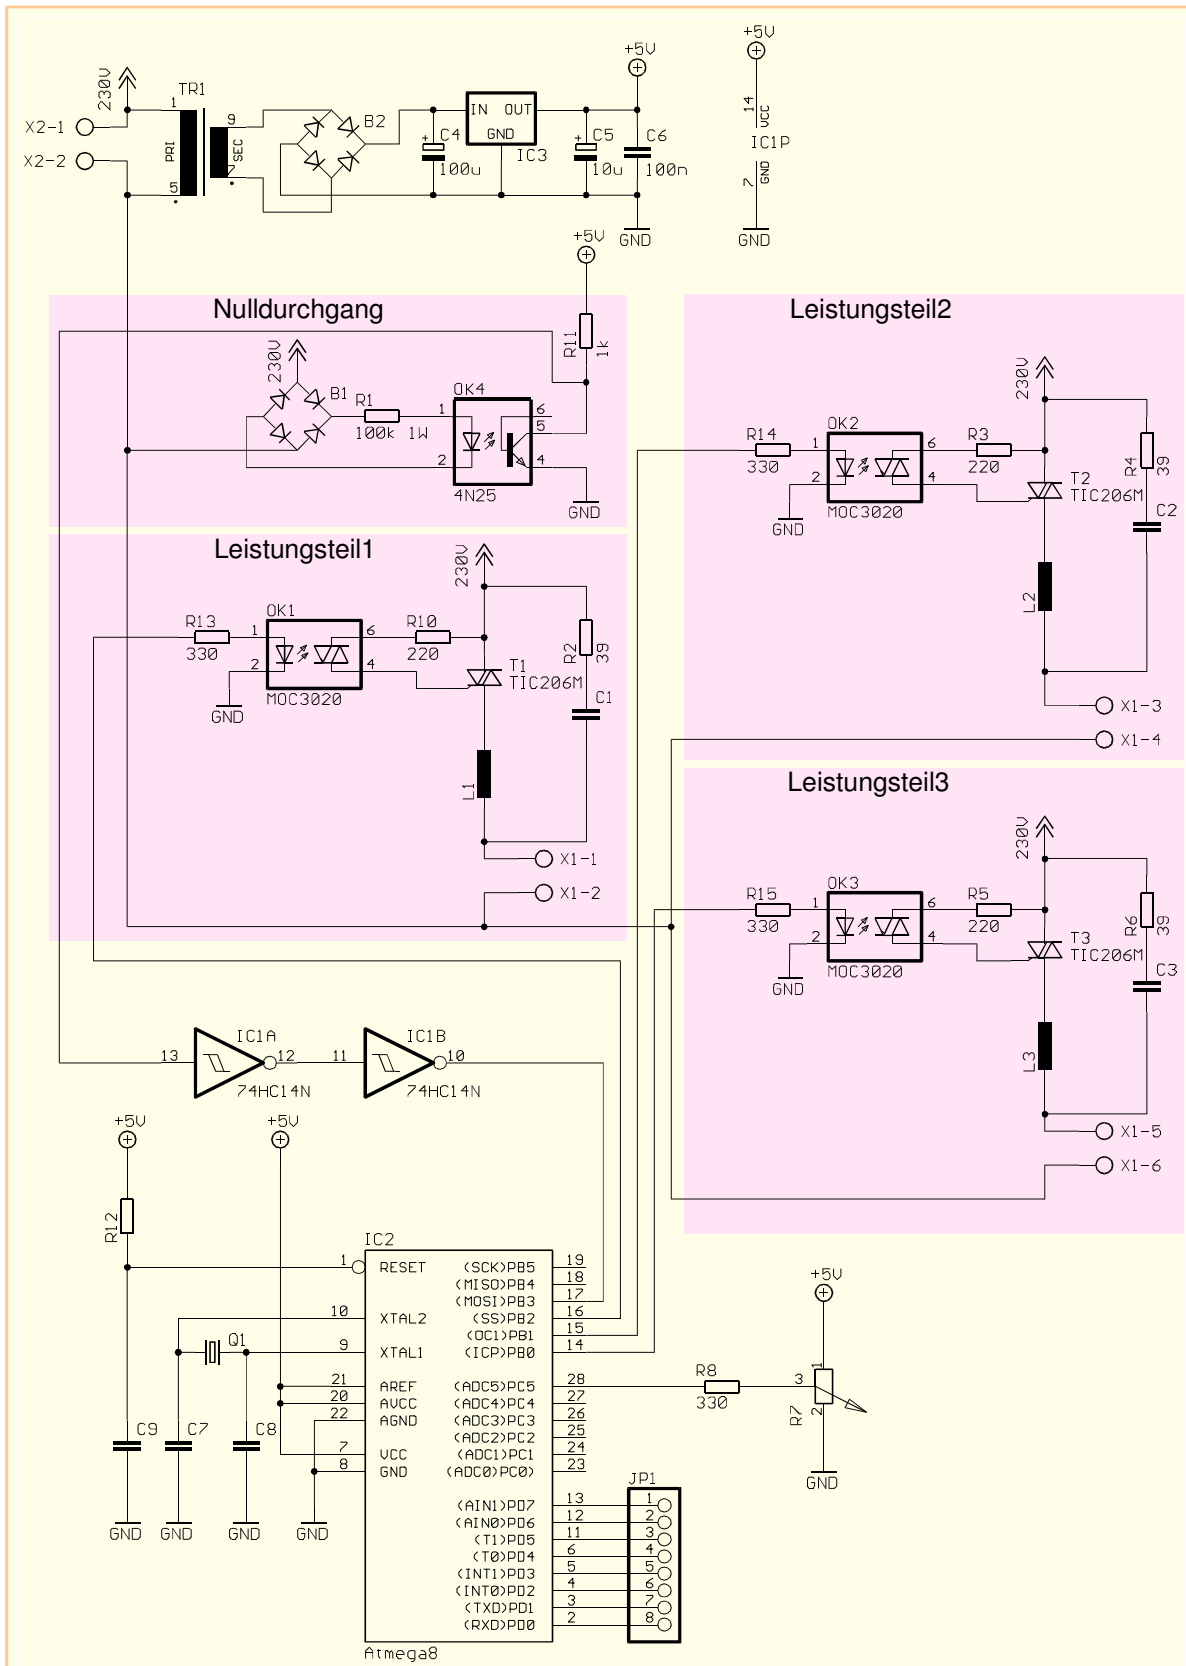 230V
TR1
1
9
PRI
SEC
5
7
X2-1
X2-2
B2
C4
100u
IN OUT
GND
IC3
C5
10u
C6
100n
+5V
GND
+5V
14
VCC
IC1P
7
GND
GND
Nulldurchgang
+5V
R11
1k
230V
B1
R1
100k 1W
OK4
1
2
6
5
4
4N25
GND
Leistungsteil1
230V
R13
330
OK1
1
2
6
4
MOC3020
GND
R10
220
T1
TIC206M
R2
39
C1
L1
X1-1
X1-2
Leistungsteil2
230V
R14
330
OK2
1
2
6
4
MOC3020
GND
R3
220
T2
TIC206M
R4
39
C2
L2
X1-3
X1-4
Leistungsteil3
230V
R15
330
OK3
1
2
6
4
MOC3020
GND
R5
220
T3
TIC206M
R6
39
C3
L3
X1-5
X1-6
13
IC1A
12
74HC14N
11
IC1B
10
74HC14N
+5V
+5V
R12
IC2
1 RESET
10 XTAL2
9 XTAL1
21 AREF
20 AVCC
22 AGND
7 VCC
8 GND
(SCK)PB5 19
(MISO)PB4 18
(MOSI)PB3 17
(SS)PB2 16
(OC1)PB1 15
(ICP)PB0 14
(ADC5)PC5 28
(ADC4)PC4 27
(ADC3)PC3 26
(ADC2)PC2 25
(ADC1)PC1 24
(ADC0)PC0) 23
(AIN1)PD7 13
(AIN0)PD6 12
(T1)PD5 11
(T0)PD4 6
(INT1)PD3 5
(INT0)PD2 4
(TXD)PD1 3
(RXD)PD0 2
Atmega8
Q1
C9
C7
C8
GND
GND
GND
GND
R8
330
+5V
1
3
2
R7
GND
JP1
1
2
3
4
5
6
7
8